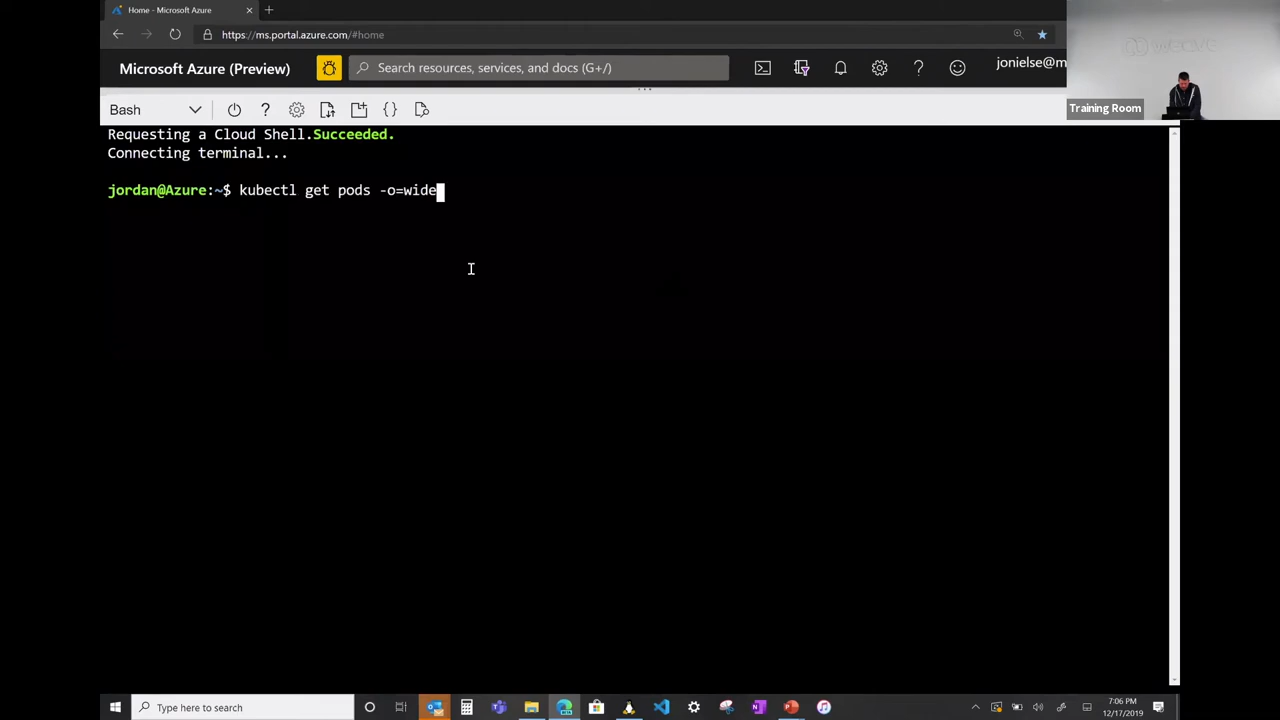 Home - Microsoft Azure
https://ms.portal.azure.com/#home
Microsoft Azure (Preview)
Search resources, services, and docs (G+/)
jonielse@m
Training Room
Bash
Requesting a Cloud Shell.Succeeded.
Connecting terminal...
jordan@Azure:~$ kubectl get pods -o=wide
Type here to search
7:06 PM
12/17/2019